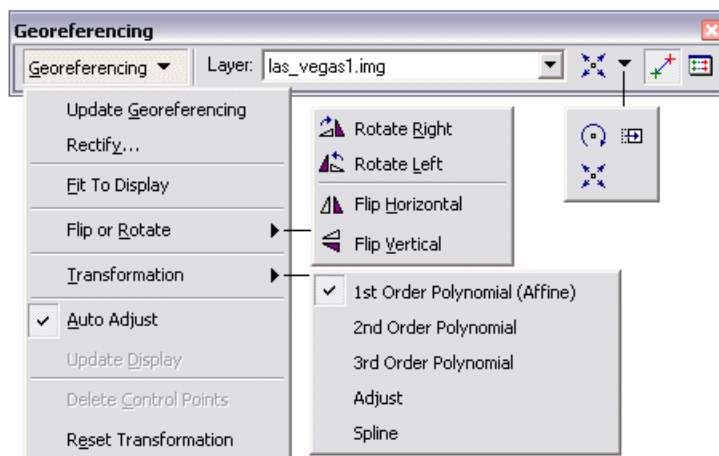 Georeferencing
Georeferencing
Layer:
las_vegas1.img
Update Georeferencing
Rectify...
Fit To Display
Flip or Rotate
Transformation
Auto Adjust
Update Display
Delete Control Points
Reset Transformation
Rotate Right
Rotate Left
Flip Horizontal
Flip Vertical
1st Order Polynomial (Affine)
2nd Order Polynomial
3rd Order Polynomial
Adjust
Spline